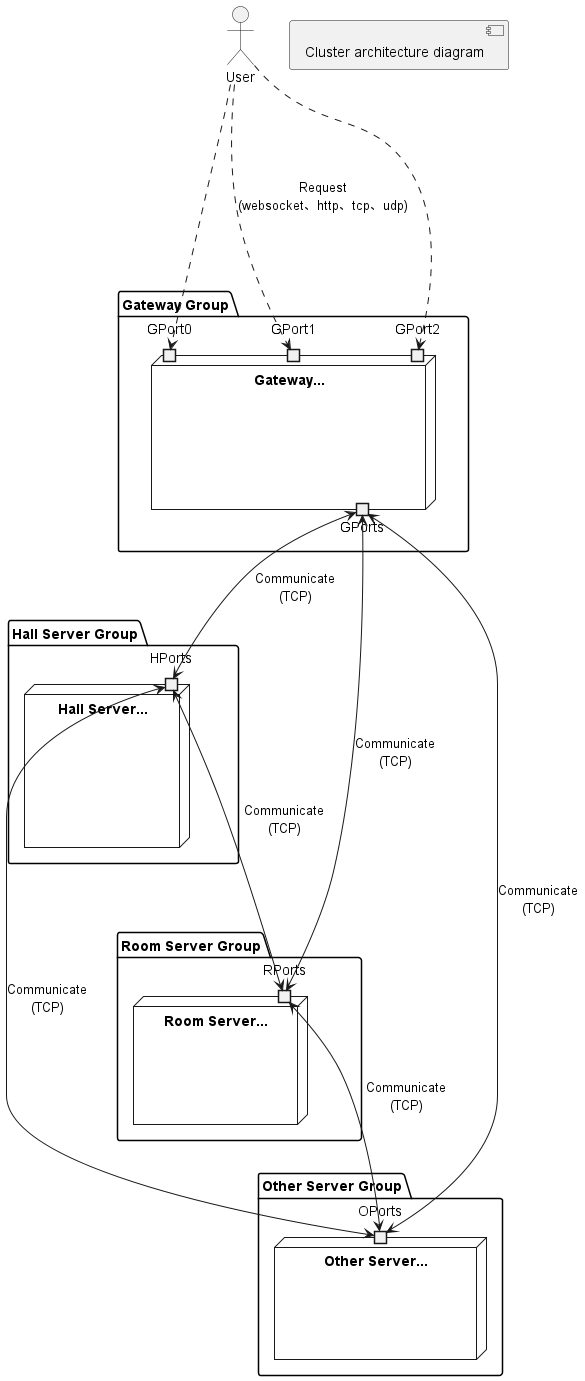 Cluster architecture diagram
User
Request
(websocket、http、tcp、udp)
Gateway Group
GPort0
GPort1
GPort2
Gateway...
GPorts
Communicate
(TCP)
Hall Server Group
HPorts
Hall Server...
Communicate
(TCP)
Communicate
(TCP)
Communicate
(TCP)
Room Server Group
RPorts
Room Server...
Communicate
(TCP)
Communicate
(TCP)
Other Server Group
OPorts
Other Server...